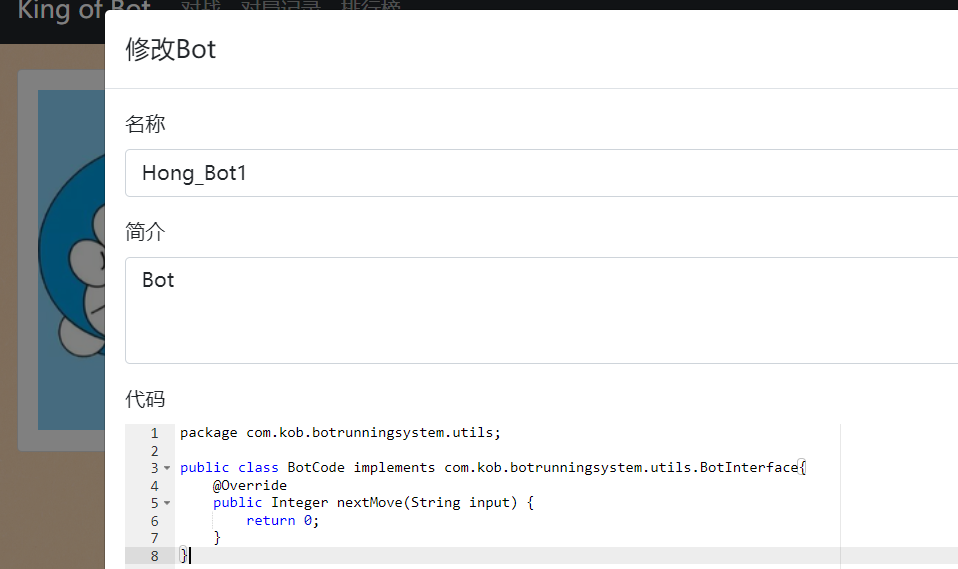 King of Bot 对战 对局记录 排行榜
修改Bot
名称
Hong_Bot1
简介
Bot
代码
1 package com.kob.botrunningsystem.utils;
2
3 public class BotCode implements com.kob.botrunningsystem.utils.BotInterface{
4 @Override
5 public Integer nextMove(String input) {
6 return 0;
7 }
8 }